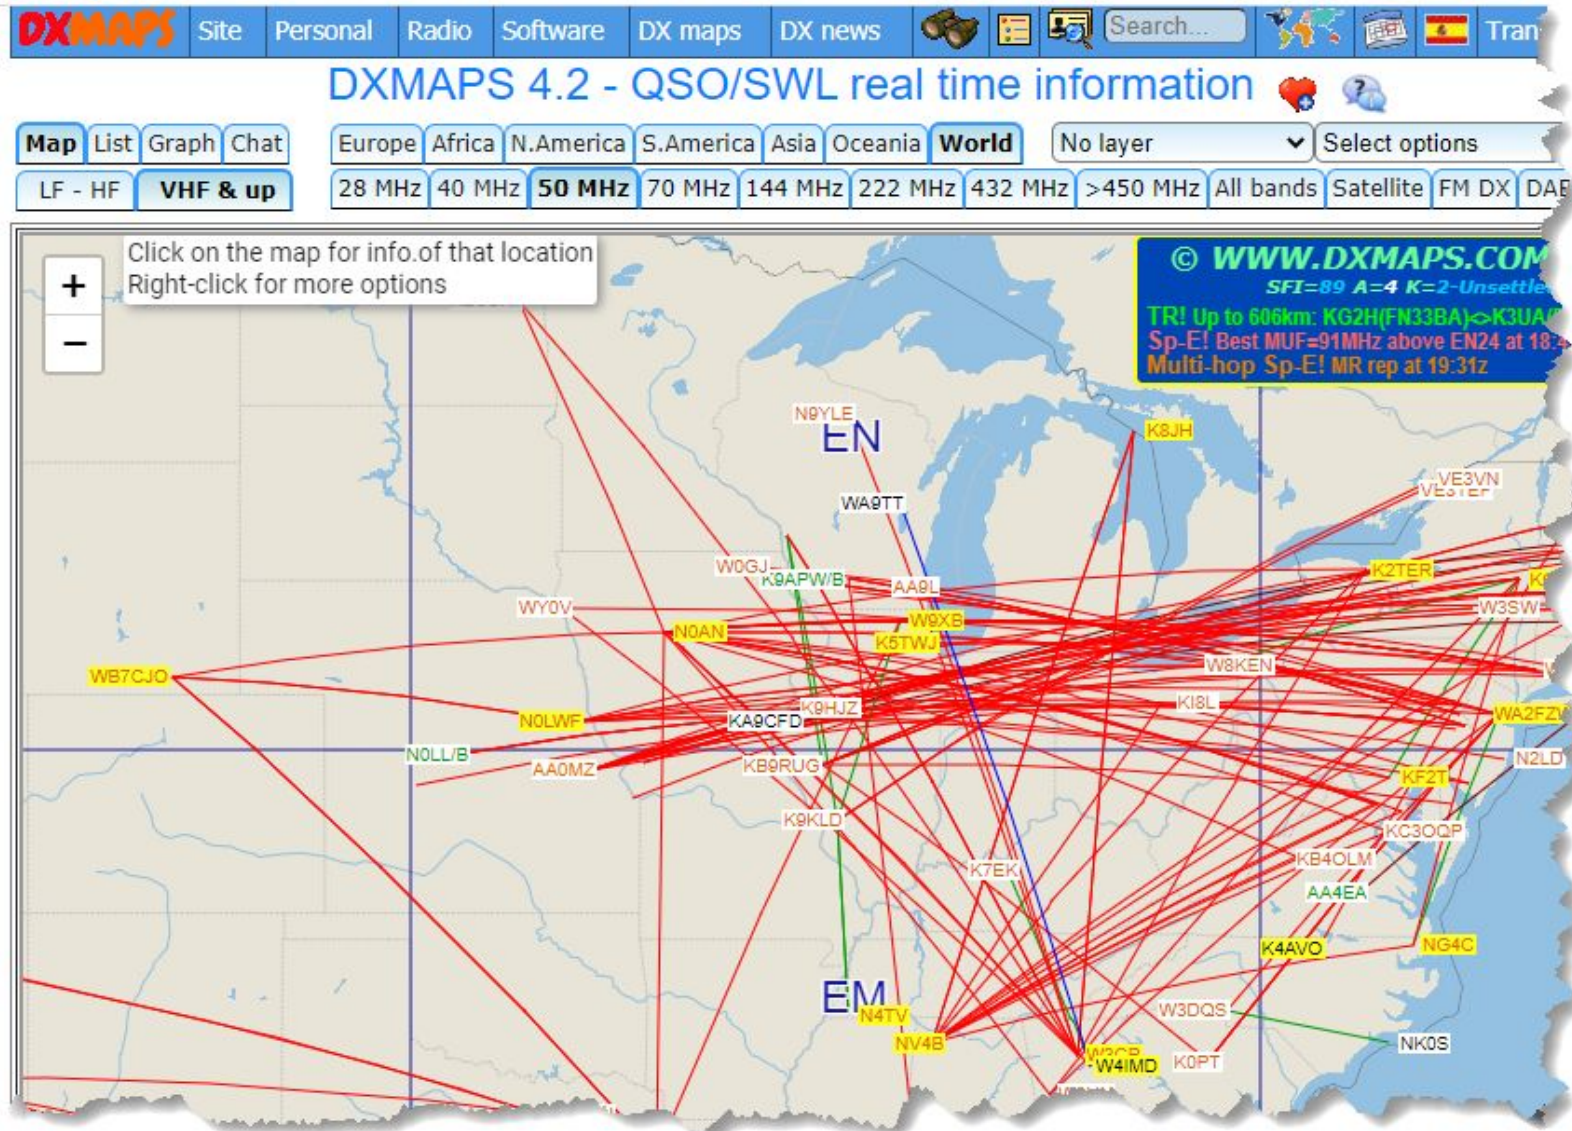 DXMAPS Site Personal Radio Software DX maps DX news Search... Tran
DXMAPS 4.2 - QSO/SWL real time information
Map List Graph Chat Europe Africa N.America S.America Asia Oceania World No layer Select options
LF - HF VHF & up 28 MHz 40 MHz 50 MHz 70 MHz 144 MHz 222 MHz 432 MHz >450 MHz All bands Satellite FM DX DAB
+
−
Click on the map for info.of that location
Right-click for more options
© WWW.DXMAPS.COM
SFI=89 A=4 K=2-Unsettle
TR! Up to 606km: KG2H(FN33BA)<>K3UA(
Sp-E! Best MUF=91MHz above EN24 at 18:4
Multi-hop Sp-E! MR rep at 19:31z
N9YLE
EN
K8JH
VE3VN
WA9TT
W0GJ
K9APW/B
AA9L
K2TER
WY0V
W3SW
N0AN
W9XB
K5TWJ
W8KEN
WB7CJO
K9HJZ
KI8L
N0LWF
KA9CFD
WA2FZW
N0LL/B
AA0MZ
KB9RUG
N2LD
KF2T
K9KLD
KC3OQP
KB4OLM
K7EK
AA4EA
K4AVO
NG4C
EM
N4TV
W3DQS
NV4B
NK0S
W4IMD
K0PT